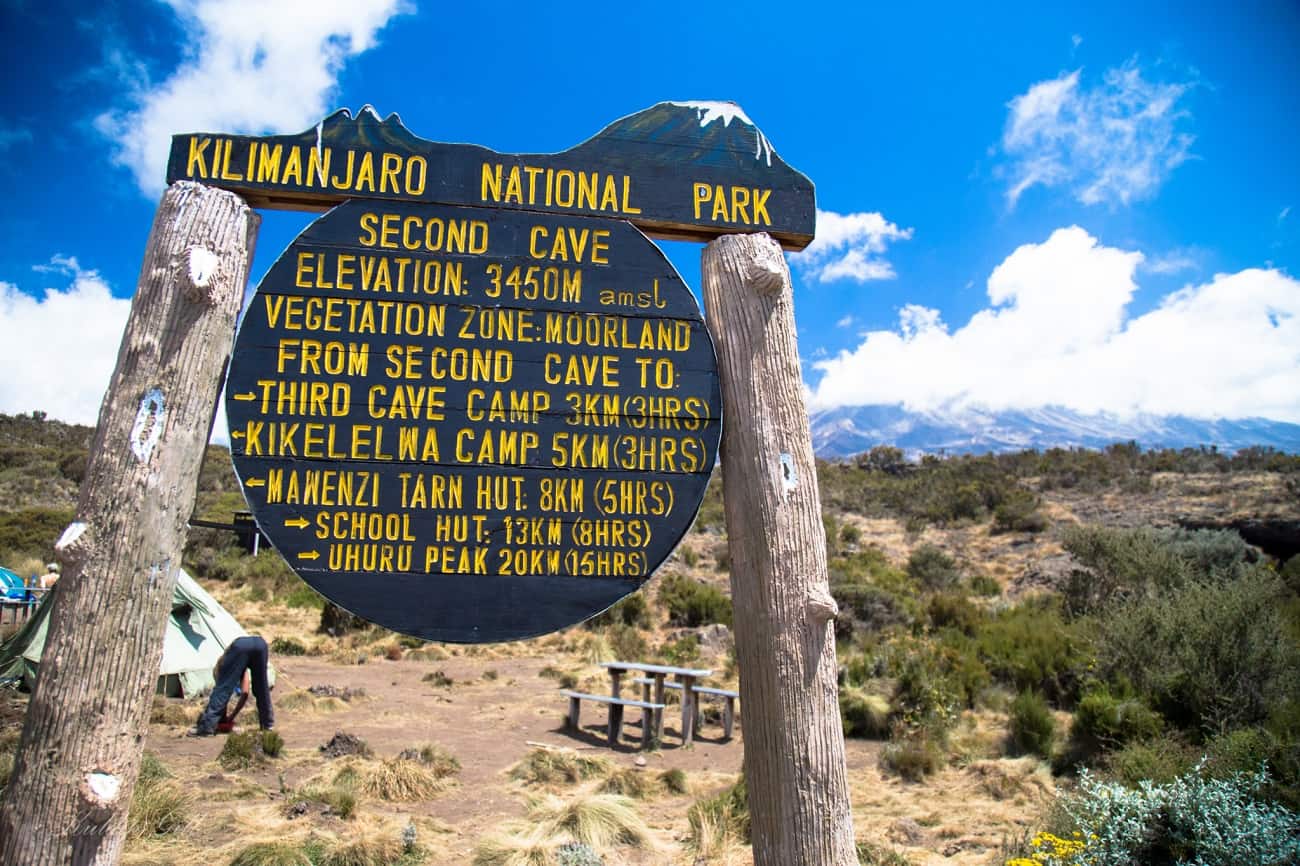 KILIMANJARO NATIONAL PARK
SECOND CAVE
ELEVATION: 3450M amsl
VEGETATION ZONE: MOORLAND
FROM SECOND CAVE TO:
→THIRD CAVE CAMP 3KM (3HRS)
←KIKELELWA CAMP 5KM (3HRS)
←MAWENZI TARN HUT: 8KM (5HRS)
→SCHOOL HUT: 13KM (8HRS)
→UHURU PEAK 20KM (15HRS)